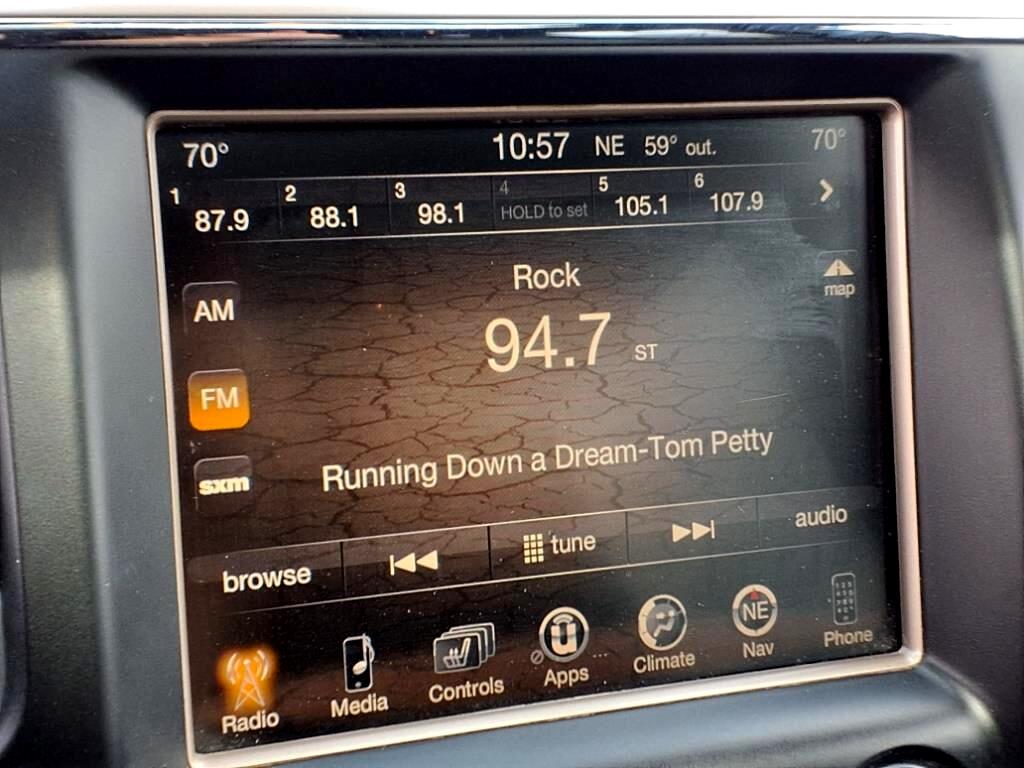 70° 10:57 NE 59° out. 70°
1 87.9 2 88.1 3 98.1 4 HOLD to set 5 105.1 6 107.9
Rock
map
AM
94.7 ST
FM
Running Down a Dream-Tom Petty
sxm
browse tune audio
NE
Radio Media Controls Apps Climate Nav Phone